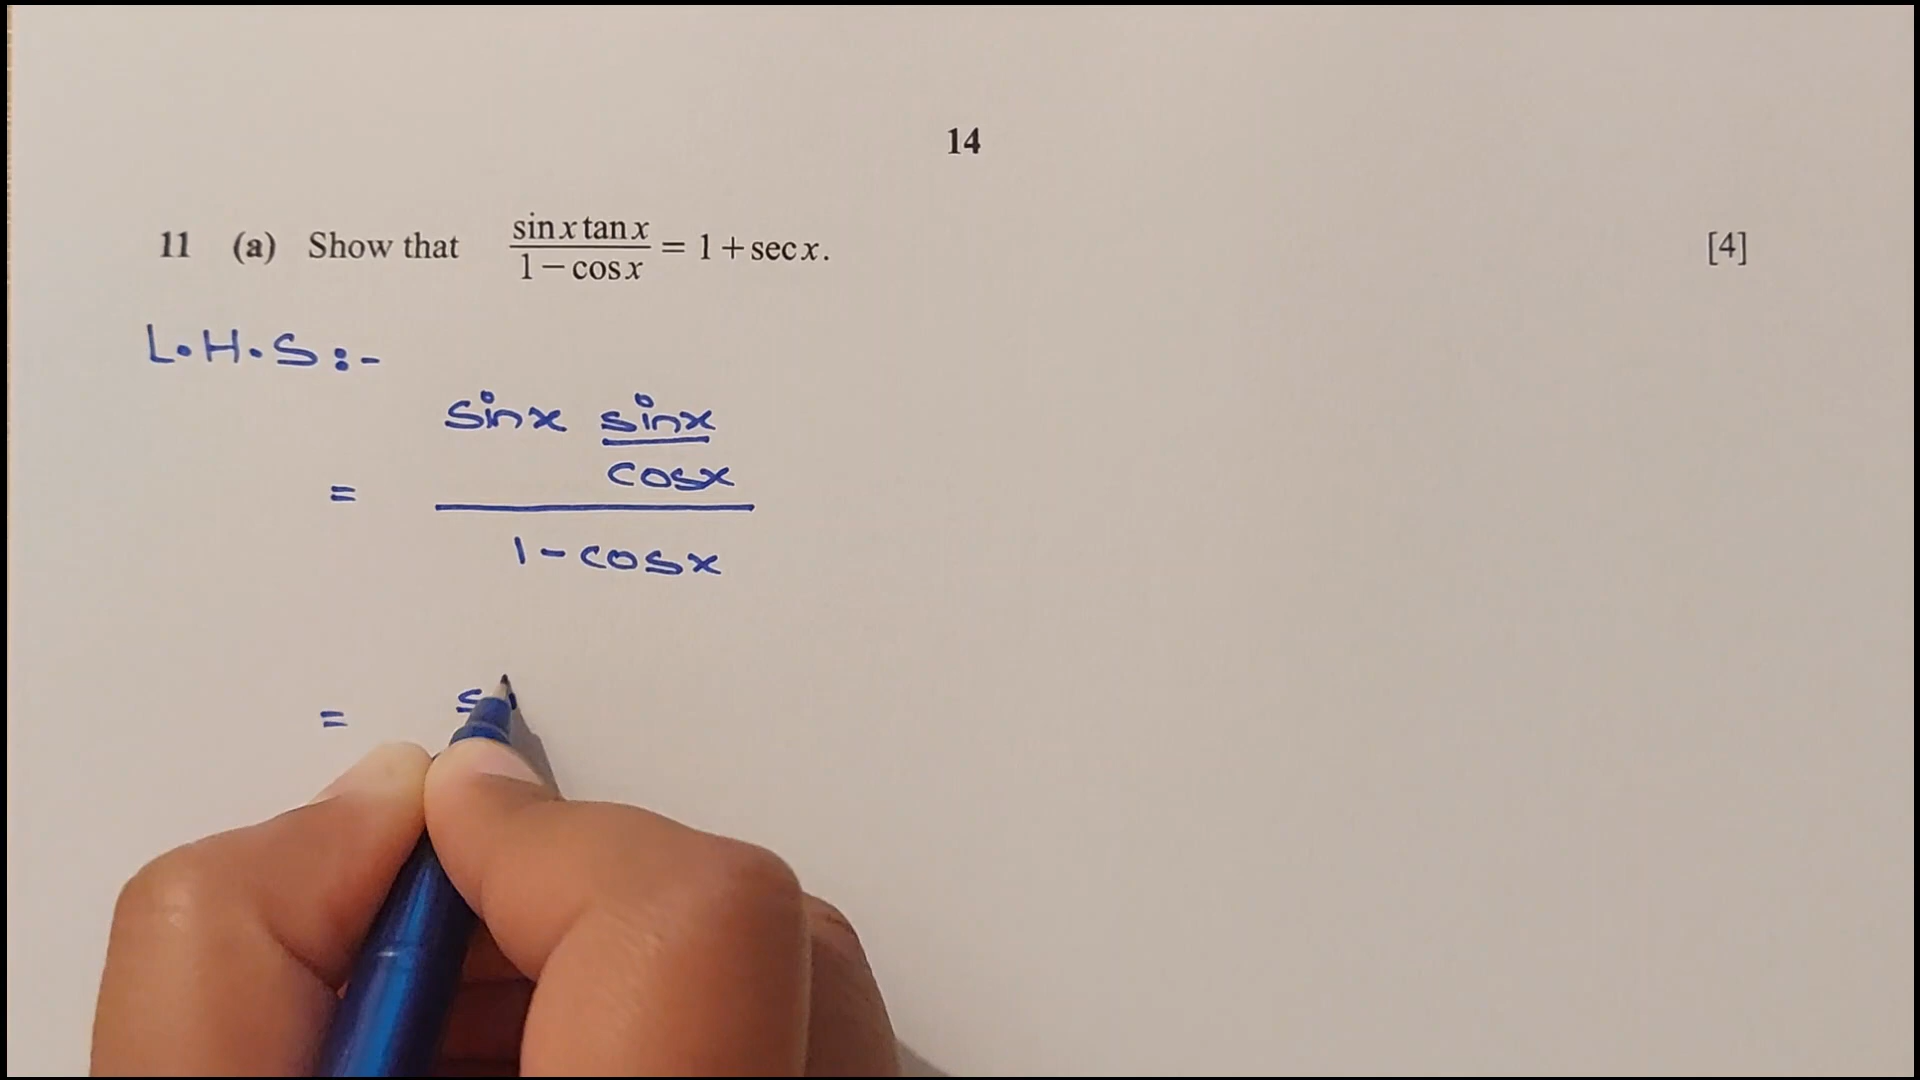 14
11 (a) Show that sin x tan x / 1 − cos x = 1 + sec x. [4]
L.H.S:-
= sinx sinx/cosx / 1-cosx
=